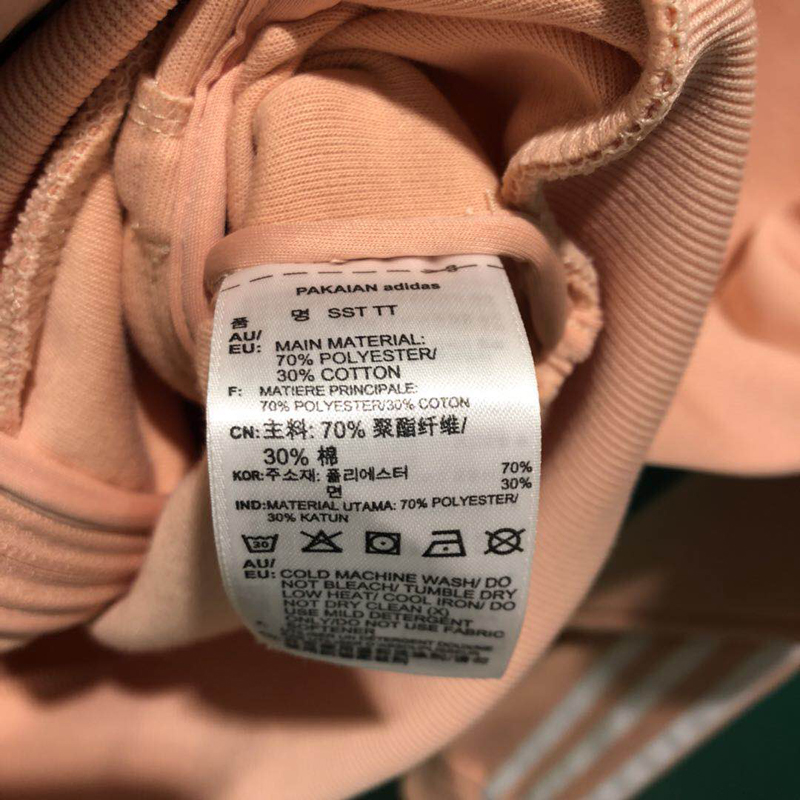 PAKAIAN adidas
품 명 SST TT
AU/
EU: MAIN MATERIAL:
70% POLYESTER/
30% COTTON
F: MATIERE PRINCIPALE:
70% POLYESTER/30% COTON
CN:主料: 70% 聚酯纤维/
30% 棉
KOR:주소재: 폴리에스터 70%
면 30%
IND:MATERIAL UTAMA: 70% POLYESTER/
30% KATUN
30
AU/
EU: COLD MACHINE WASH/ DO
NOT BLEACH/ TUMBLE DRY
LOW HEAT/ COOL IRON/ DO
NOT DRY CLEAN (X)
USE MILD DETERGENT
ONLY/DO NOT USE FABRIC
SOFTENER